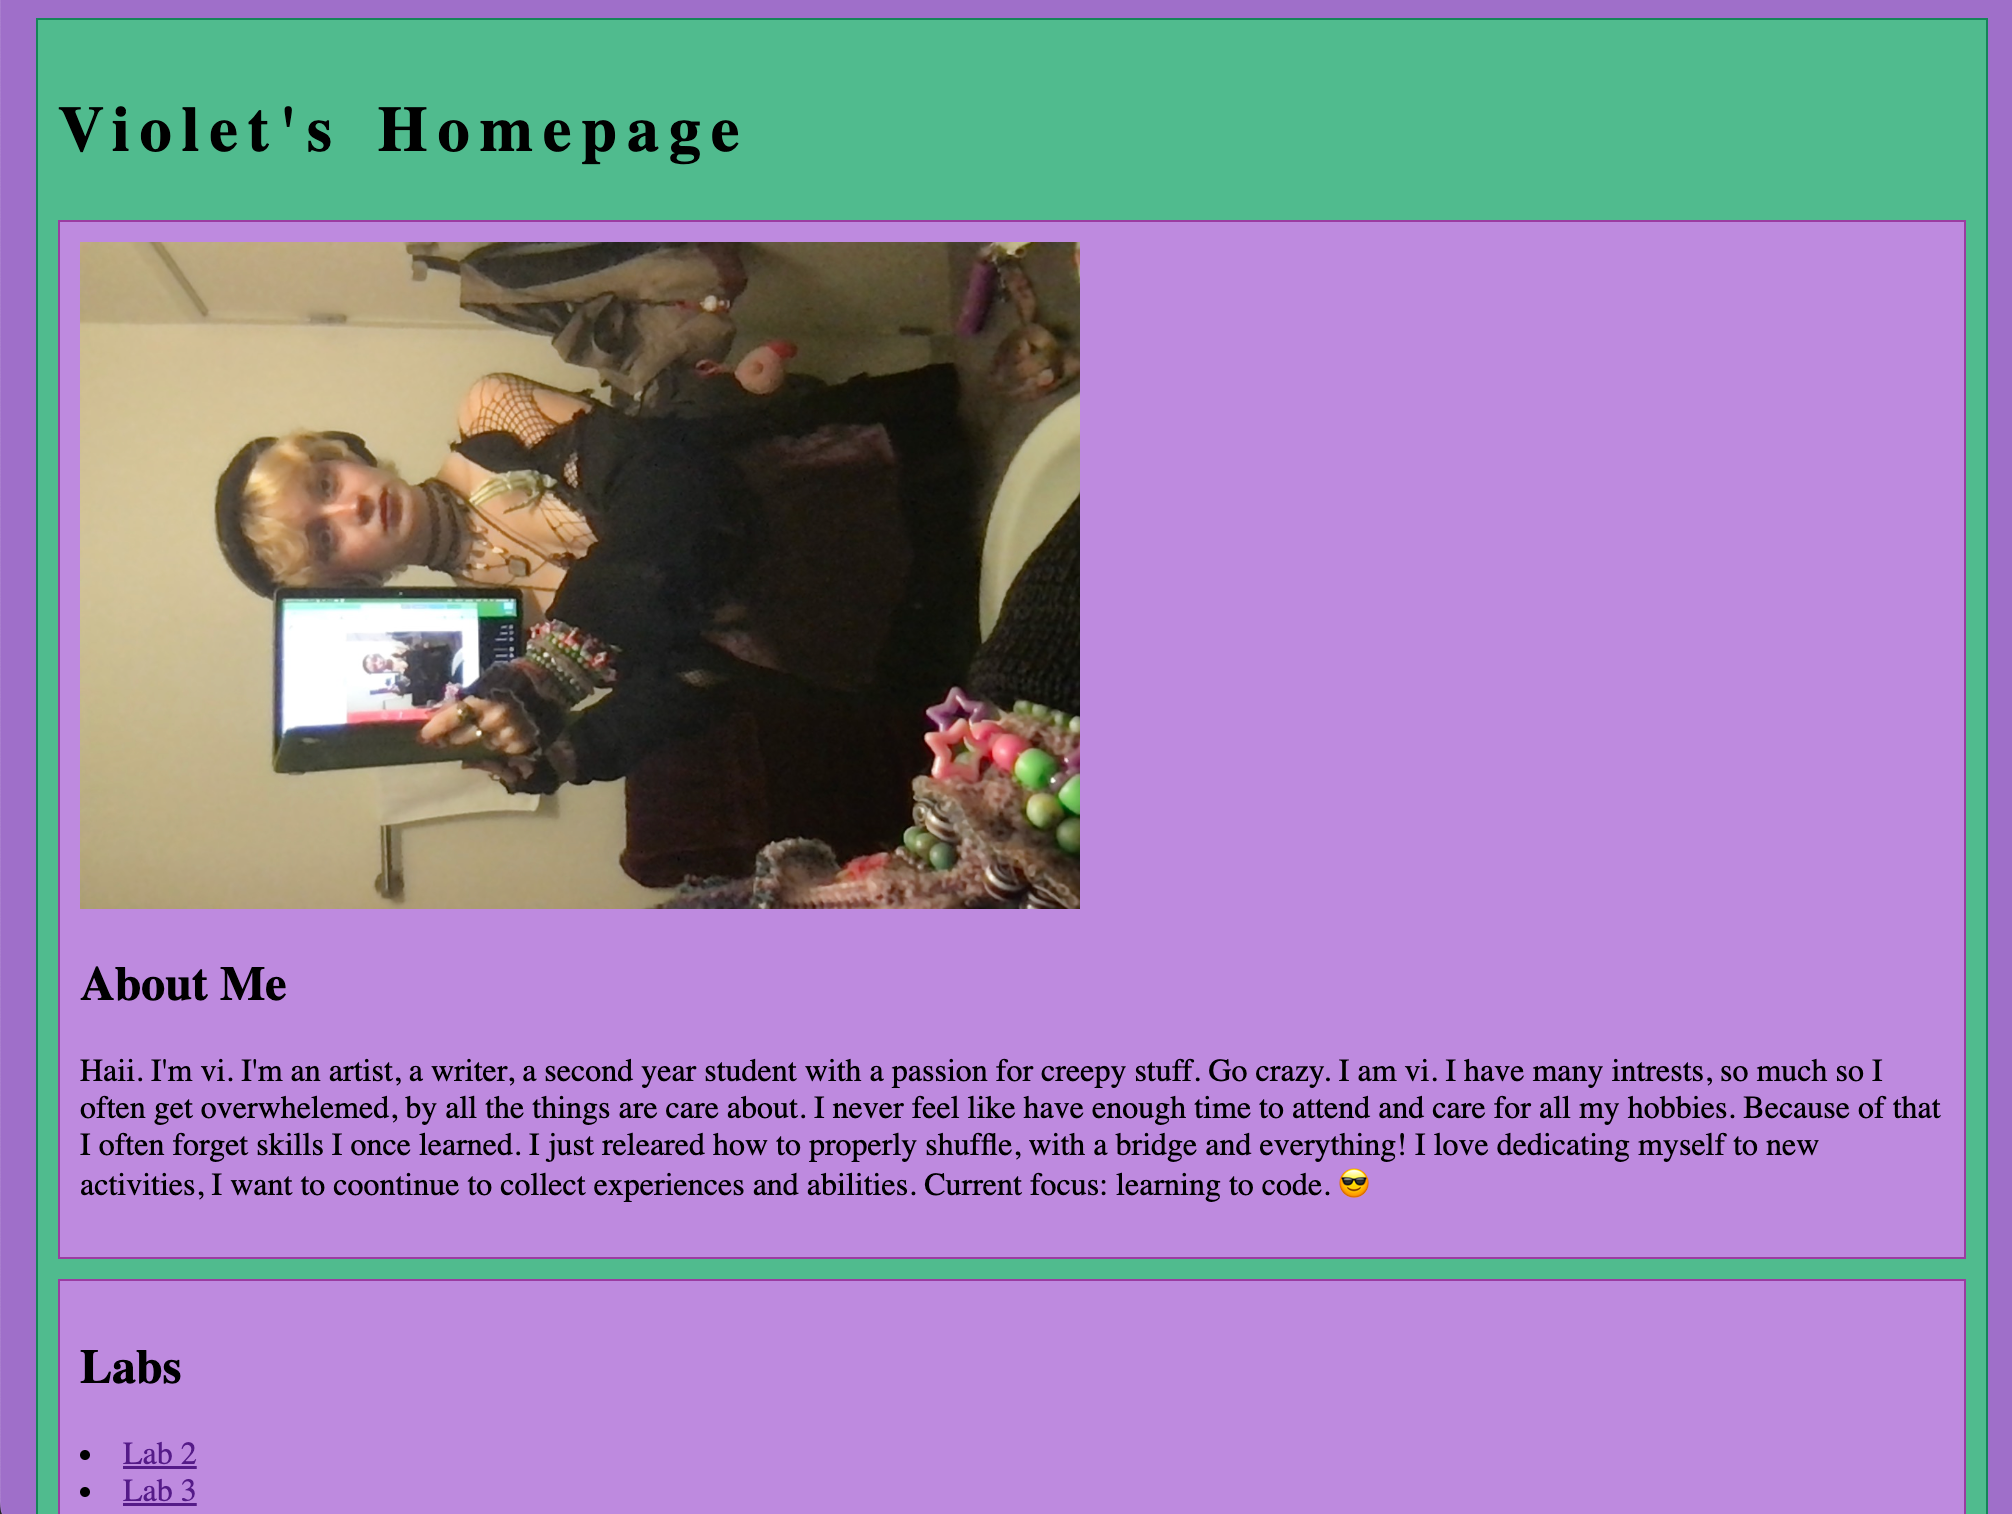 Violet's Homepage
About Me
Haii. I'm vi. I'm an artist, a writer, a second year student with a passion for creepy stuff. Go crazy. I am vi. I have many intrests, so much so I
often get overwhelemed, by all the things are care about. I never feel like have enough time to attend and care for all my hobbies. Because of that
I often forget skills I once learned. I just releared how to properly shuffle, with a bridge and everything! I love dedicating myself to new
activities, I want to coontinue to collect experiences and abilities. Current focus: learning to code. 😎
Labs
• Lab 2
• Lab 3